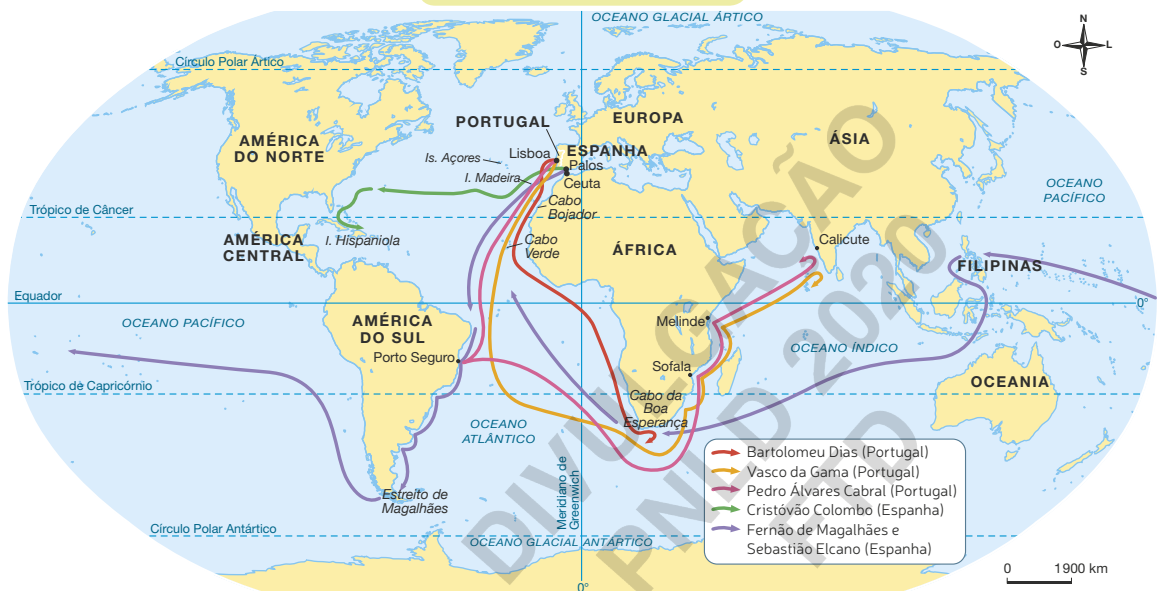 OCEANO GLACIAL ÁRTICO
N
O
L
S
Círculo Polar Ártico
EUROPA
PORTUGAL
ÁSIA
AMÉRICA
DO NORTE
Lisboa
ESPANHA
Is. Açores
Palos
I. Madeira
Ceuta
OCEANO
PACÍFICO
Cabo
Bojador
Trópico de Câncer
I. Hispaniola
Cabo
Verde
Calicute
AMÉRICA
CENTRAL
ÁFRICA
FILIPINAS
Equador
0°
OCEANO PACÍFICO
AMÉRICA
DO SUL
Melinde
OCEANO ÍNDICO
Porto Seguro
Sofala
Trópico de Capricórnio
OCEANIA
Cabo da
Boa
Esperança
OCEANO
ATLÂNTICO
Meridiano de
Greenwich
Estreito de
Magalhães
Bartolomeu Dias (Portugal)
Vasco da Gama (Portugal)
Pedro Álvares Cabral (Portugal)
Cristóvão Colombo (Espanha)
Fernão de Magalhães e
Sebastião Elcano (Espanha)
Círculo Polar Antártico
OCEANO GLACIAL ANTÁRTICO
0°
0
1900 km
DIVULGAÇÃO
PNLD 2020
FTD